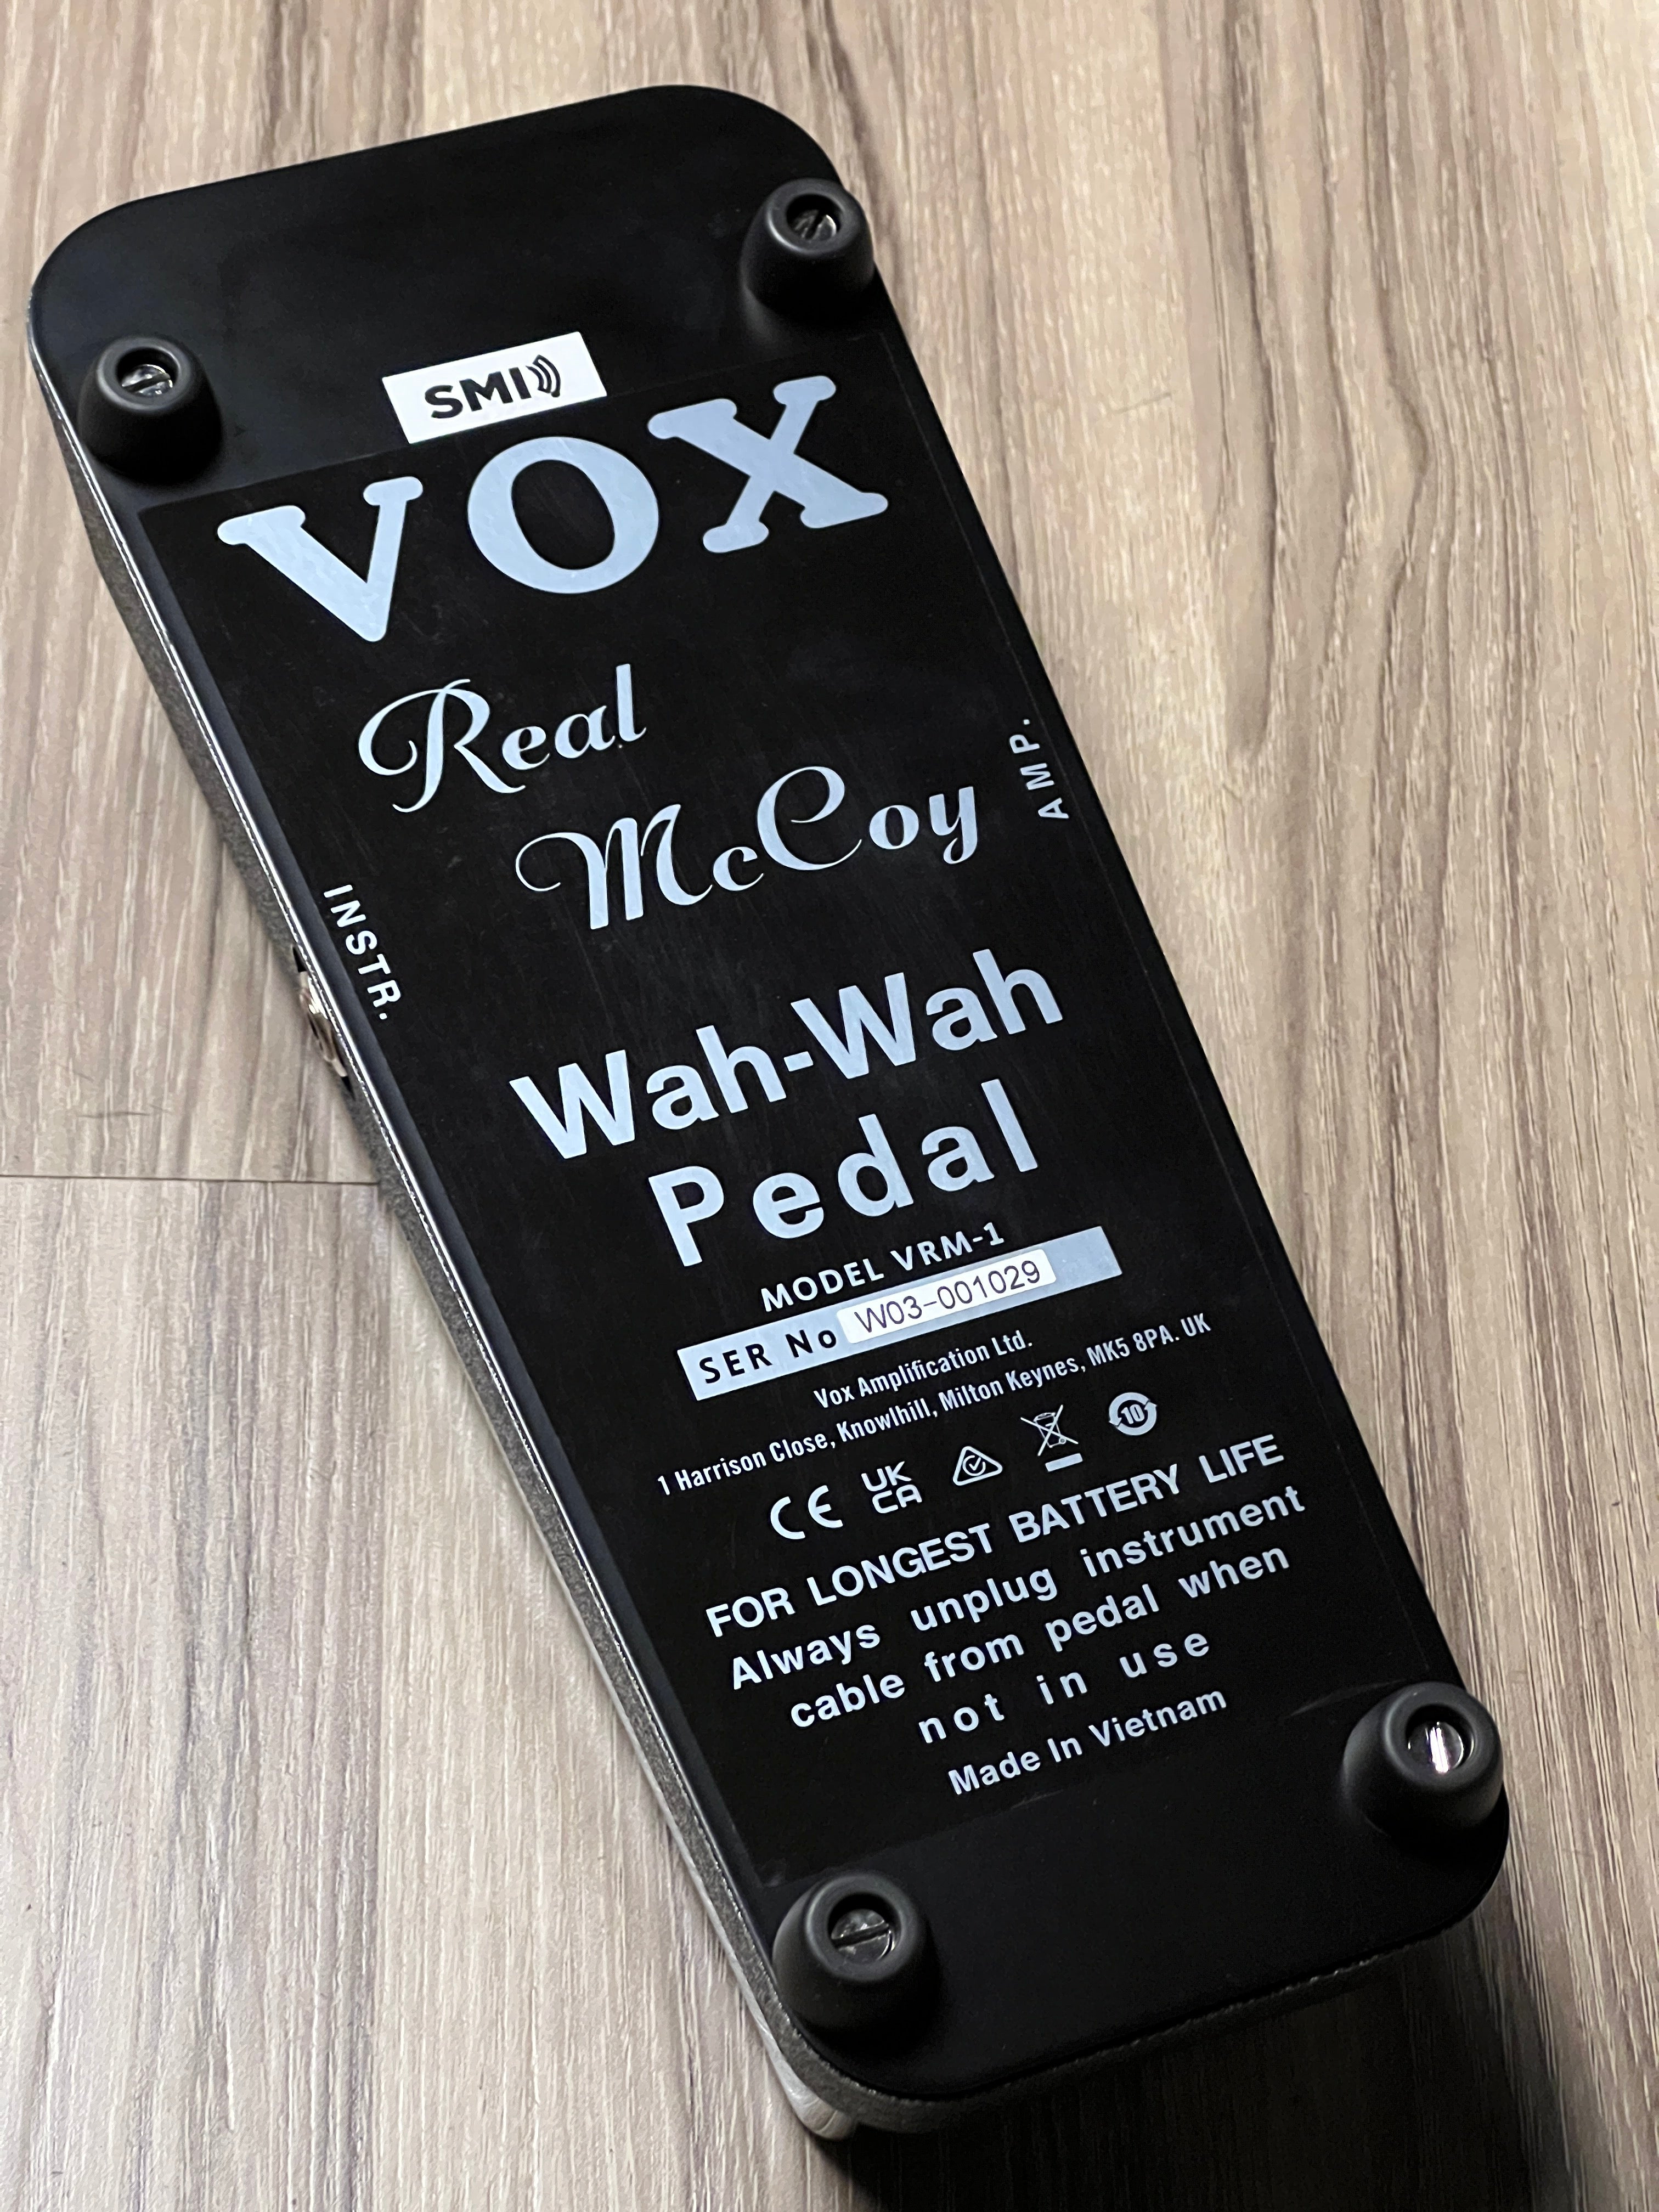 SMI
VOX
Real
McCoy
AMP.
INSTR.
Wah-Wah
Pedal
MODEL VRM-1
SER No W03-001029
Vox Amplification Ltd.
1 Harrison Close, Knowlhill, Milton Keynes, MK5 8PA. UK
CE UK CA 10
FOR LONGEST BATTERY LIFE
Always unplug instrument
cable from pedal when
not in use
Made In Vietnam